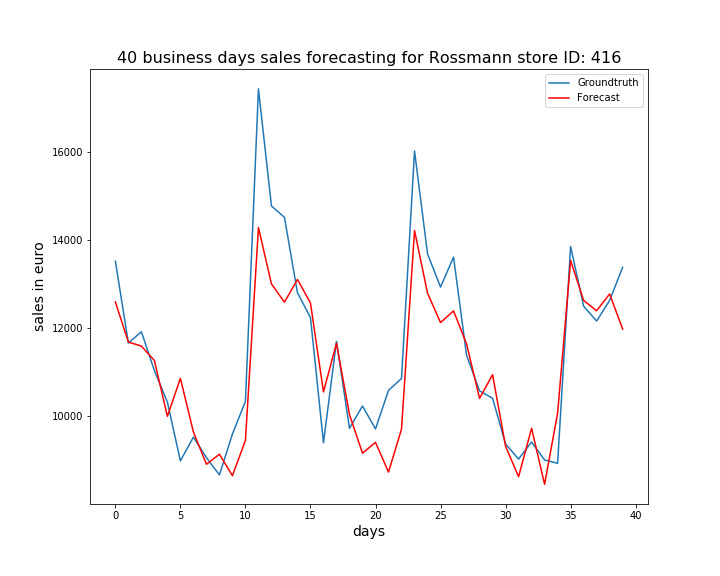 40 business days sales forecasting for Rossmann store ID: 416
Groundtruth
Forecast
sales in euro
16000
14000
12000
10000
0 5 10 15 20 25 30 35 40
days